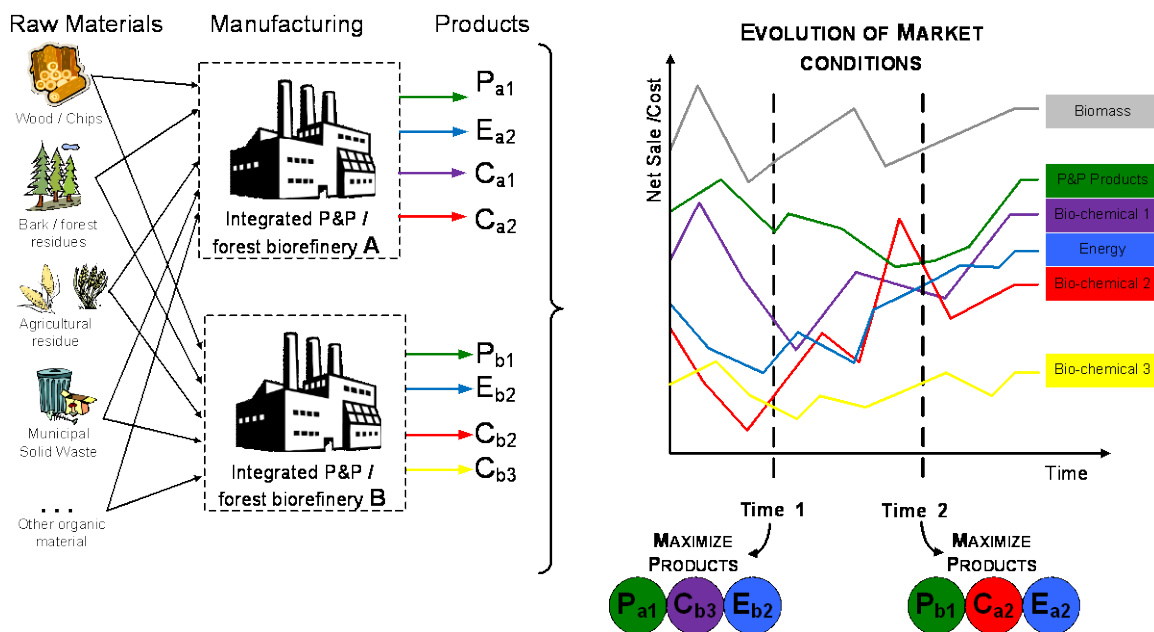 Raw Materials
Manufacturing
Products
Wood / Chips
Bark / forest
residues
Agricultural
residue
Municipal
Solid Waste
. . .
Other organic
material
Integrated P&P /
forest biorefinery A
Integrated P&P /
forest biorefinery B
Pa1
Ea2
Ca1
Ca2
Pb1
Eb2
Cb2
Cb3
EVOLUTION OF MARKET
CONDITIONS
Net Sale /Cost
Biomass
P&P Products
Bio-chemical 1
Energy
Bio-chemical 2
Bio-chemical 3
Time
Time 1
Time 2
MAXIMIZE
PRODUCTS
Pa1 Cb3 Eb2
MAXIMIZE
PRODUCTS
Pb1 Ca2 Ea2